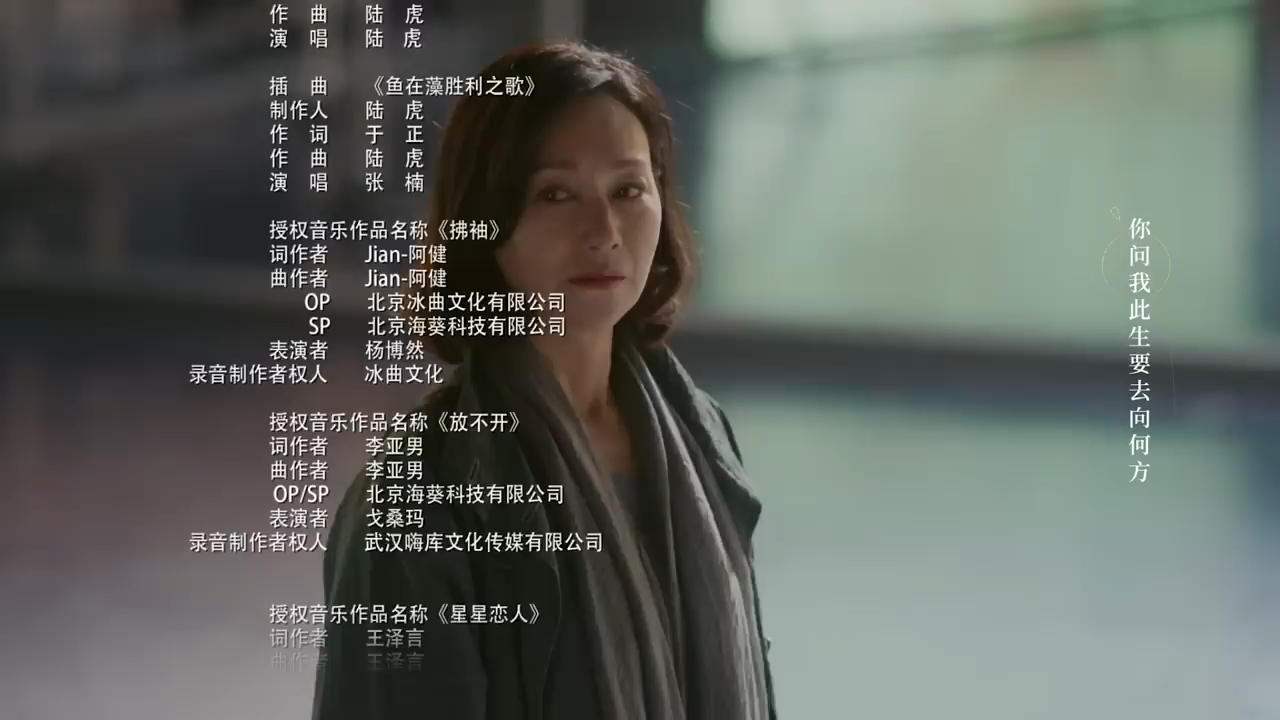 作 曲 陆 虎
演 唱 陆 虎
插 曲 《鱼在藻胜利之歌》
制作人 陆 虎
作 词 于 正
作 曲 陆 虎
演 唱 张 楠
授权音乐作品名称《拂袖》
词作者 Jian-阿健
曲作者 Jian-阿健
OP 北京冰曲文化有限公司
SP 北京海葵科技有限公司
表演者 杨博然
录音制作者权人 冰曲文化
授权音乐作品名称《放不开》
词作者 李亚男
曲作者 李亚男
OP/SP 北京海葵科技有限公司
表演者 戈桑玛
录音制作者权人 武汉嗨库文化传媒有限公司
授权音乐作品名称《星星恋人》
词作者 王泽言
曲作者 王泽言
你问我此生要去向何方